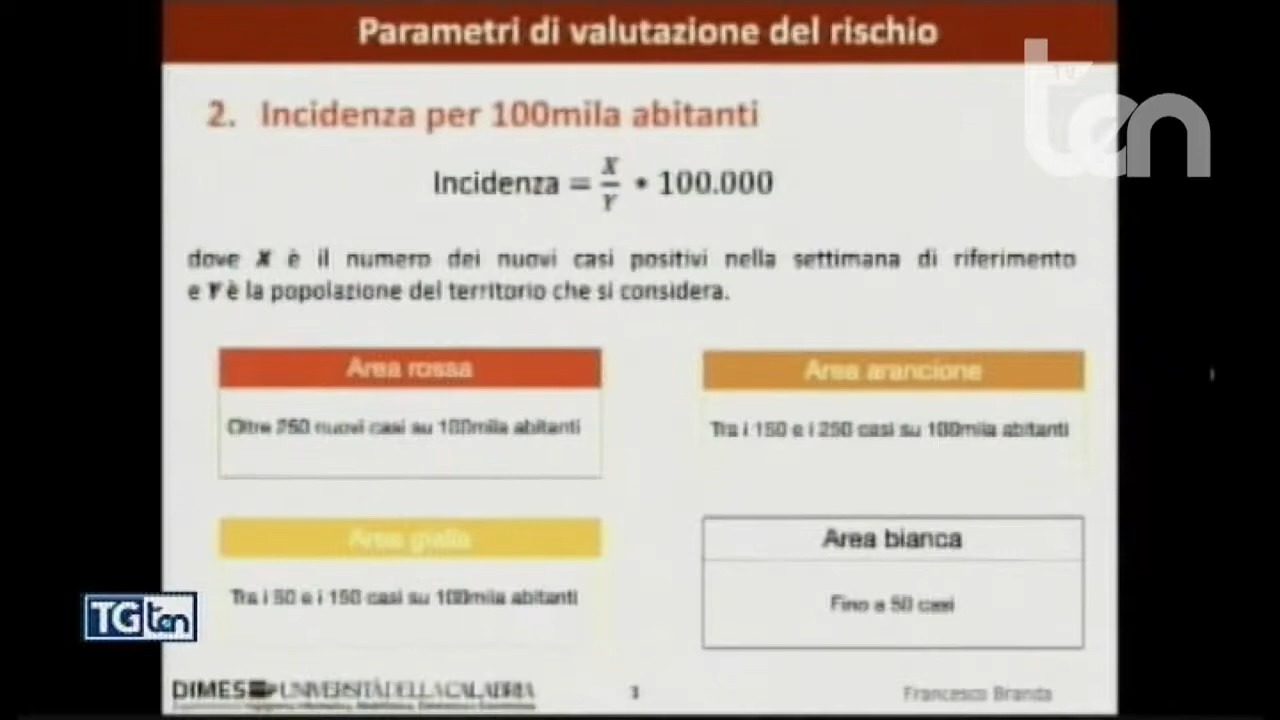 Parametri di valutazione del rischio
TV
ten
2. Incidenza per 100mila abitanti
Incidenza = X/Y • 100.000
dove X è il numero dei nuovi casi positivi nella settimana di riferimento
e Y è la popolazione del territorio che si considera.
Area rossa
Area arancione
Oltre 250 nuovi casi su 100mila abitanti
Tra i 150 e i 250 casi su 100mila abitanti
Area gialla
Area bianca
Tra i 50 e i 150 casi su 100mila abitanti
Fino a 50 casi
TG ten
DIMES UNIVERSITÀ DELLA CALABRIA
3
Francesco Branda